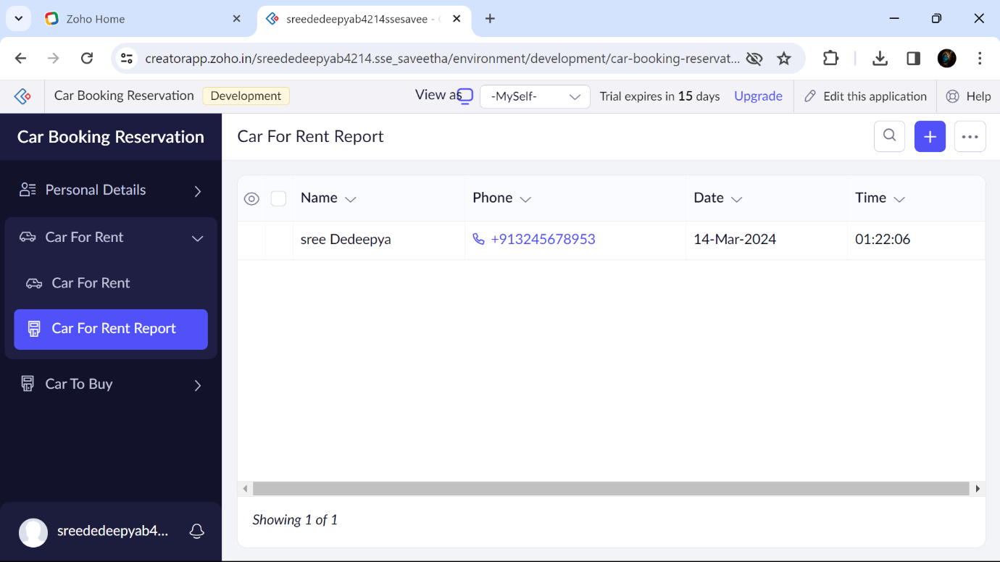 Zoho Home
sreededeepyab4214ssesavee -
creatorapp.zoho.in/sreededeepyab4214.sse_saveetha/environment/development/car-booking-reservat...
Car Booking Reservation
Development
View as
-MySelf-
Trial expires in 15 days
Upgrade
Edit this application
Help
Car Booking Reservation
Personal Details
Car For Rent
Car For Rent
Car For Rent Report
Car To Buy
sreededeepyab4...
Car For Rent Report
Name Phone Date Time
sree Dedeepya +913245678953 14-Mar-2024 01:22:06
Showing 1 of 1